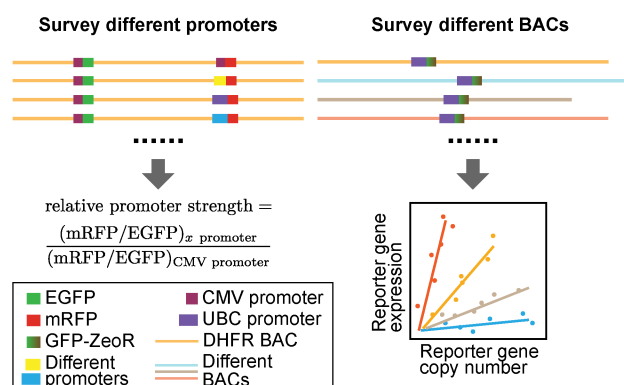 Survey different promoters
Survey different BACs
relative promoter strength =
(mRFP/EGFP)x promoter
(mRFP/EGFP)CMV promoter
EGFP
mRFP
GFP-ZeoR
Different
promoters
CMV promoter
UBC promoter
DHFR BAC
Different
BACs
Reporter gene
expression
Reporter gene
copy number